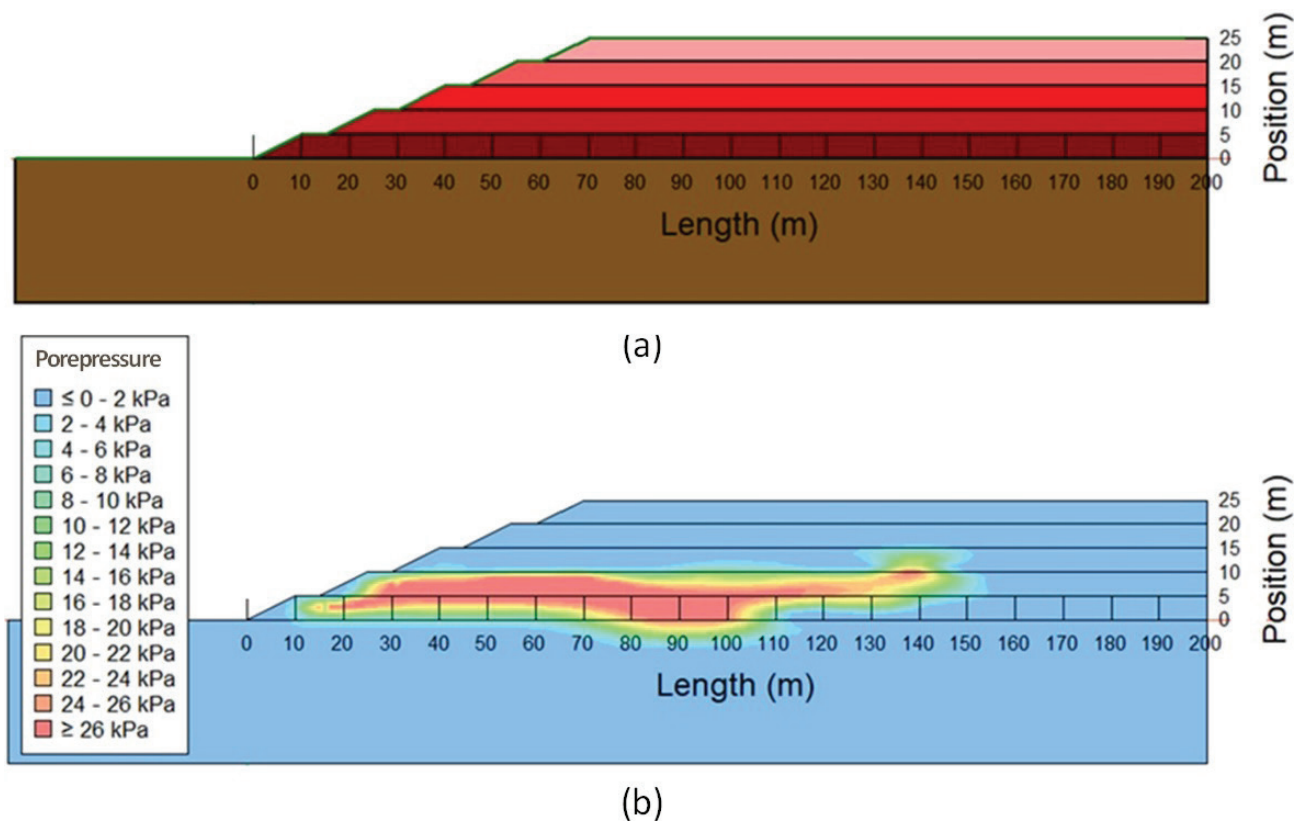 25
20
15
10
5
0
Position (m)
0 10 20 30 40 50 60 70 80 90 100 110 120 130 140 150 160 170 180 190 200
Length (m)
(a)
Porepressure
≤ 0 - 2 kPa
2 - 4 kPa
4 - 6 kPa
6 - 8 kPa
8 - 10 kPa
10 - 12 kPa
12 - 14 kPa
14 - 16 kPa
16 - 18 kPa
18 - 20 kPa
20 - 22 kPa
22 - 24 kPa
24 - 26 kPa
≥ 26 kPa
25
20
15
10
5
0
Position (m)
0 10 20 30 40 50 60 70 80 90 100 110 120 130 140 150 160 170 180 190 200
Length (m)
(b)